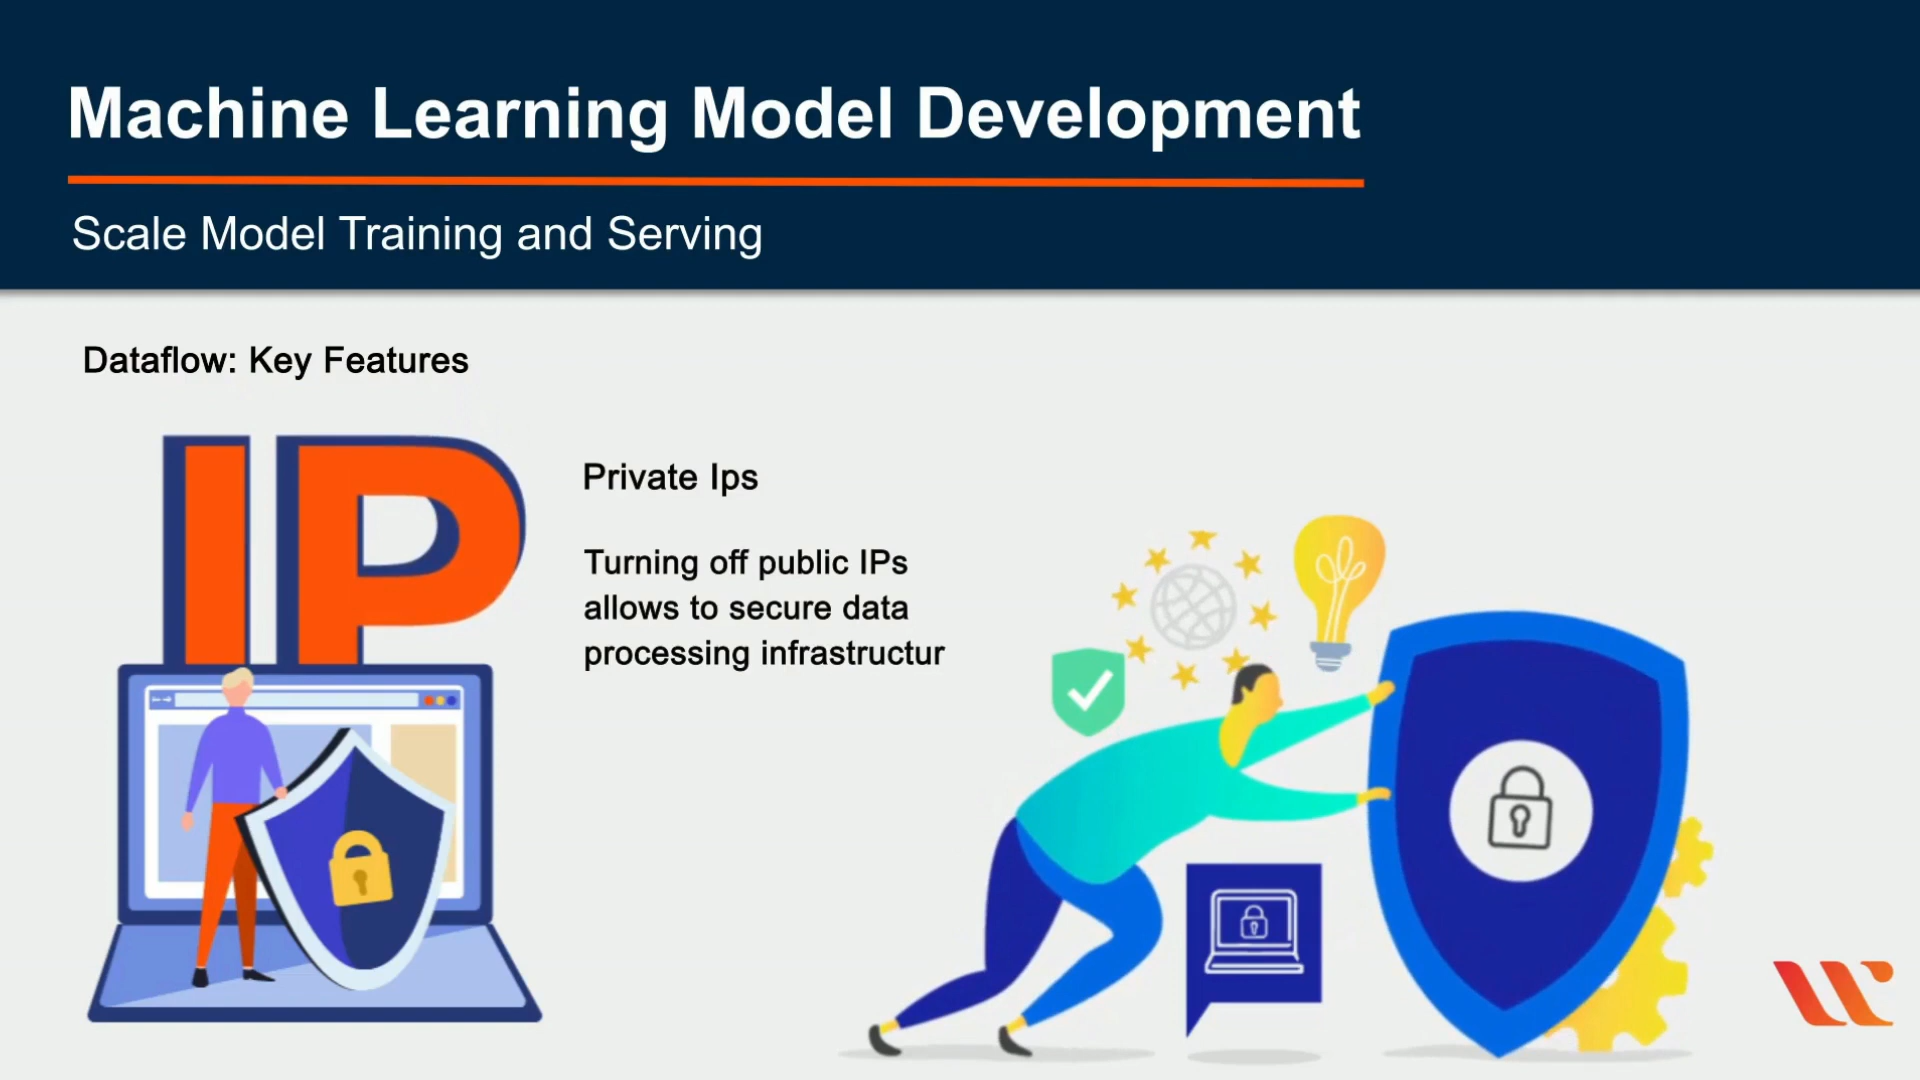 Machine Learning Model Development
Scale Model Training and Serving
Dataflow: Key Features
IP
Private Ips
Turning off public IPs
allows to secure data
processing infrastructur